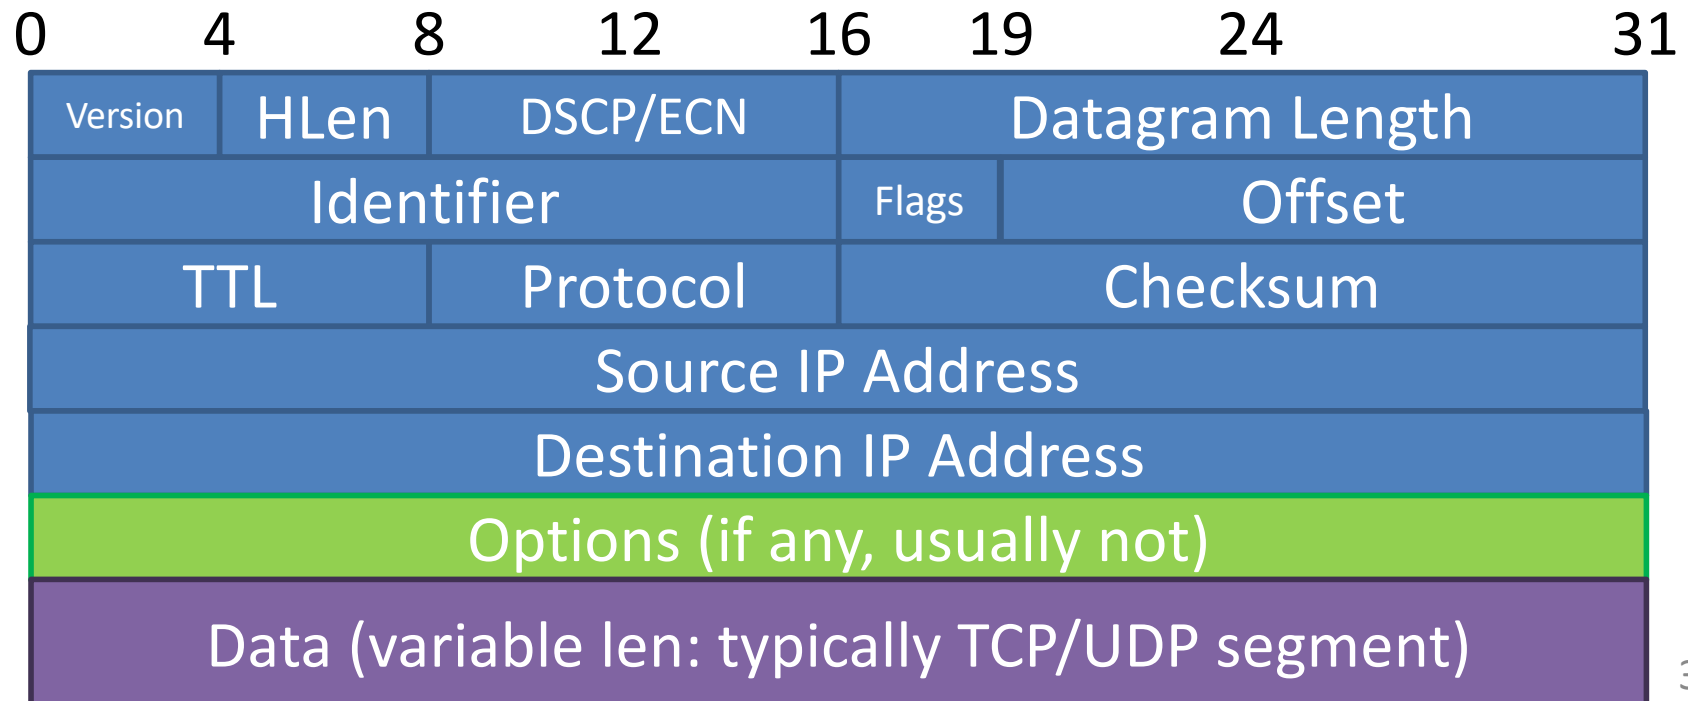 0 4 8 12 16 19 24 31
Version HLen DSCP/ECN Datagram Length
Identifier Flags Offset
TTL Protocol Checksum
Source IP Address
Destination IP Address
Options (if any, usually not)
Data (variable len: typically TCP/UDP segment)